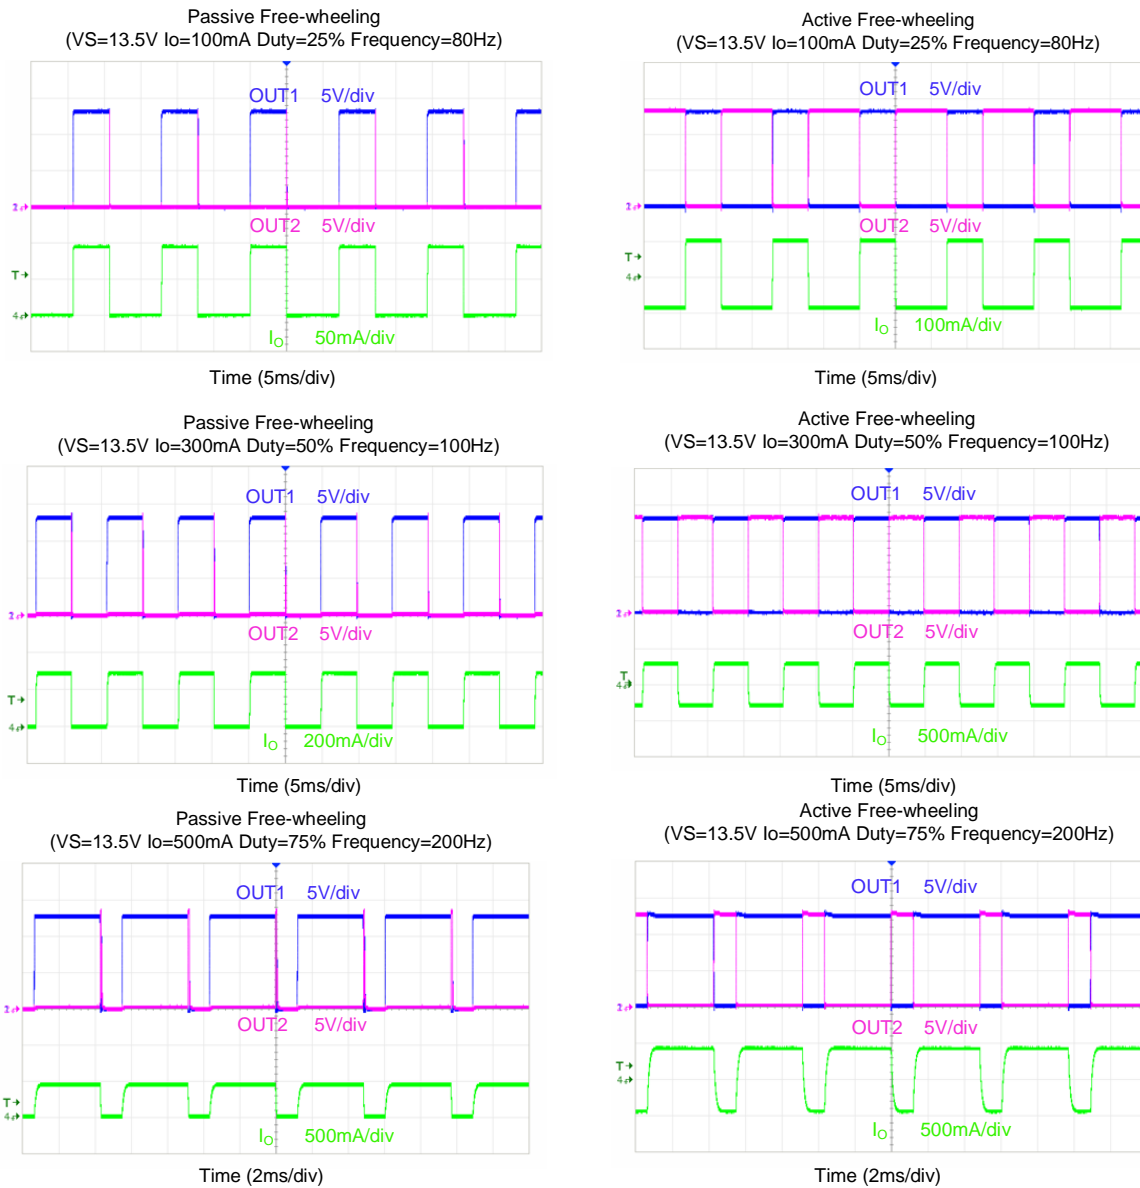 Passive Free-wheeling
(VS=13.5V Io=100mA Duty=25% Frequency=80Hz)
OUT1 5V/div
OUT2 5V/div
T
4
IO 50mA/div
Time (5ms/div)
Active Free-wheeling
(VS=13.5V Io=100mA Duty=25% Frequency=80Hz)
OUT1 5V/div
OUT2 5V/div
T
4
IO 100mA/div
Time (5ms/div)
Passive Free-wheeling
(VS=13.5V Io=300mA Duty=50% Frequency=100Hz)
OUT1 5V/div
OUT2 5V/div
T
4
IO 200mA/div
Time (5ms/div)
Active Free-wheeling
(VS=13.5V Io=300mA Duty=50% Frequency=100Hz)
OUT1 5V/div
OUT2 5V/div
T
4
IO 500mA/div
Time (5ms/div)
Passive Free-wheeling
(VS=13.5V Io=500mA Duty=75% Frequency=200Hz)
OUT1 5V/div
OUT2 5V/div
T
4
IO 500mA/div
Time (2ms/div)
Active Free-wheeling
(VS=13.5V Io=500mA Duty=75% Frequency=200Hz)
OUT1 5V/div
OUT2 5V/div
T
4
IO 500mA/div
Time (2ms/div)